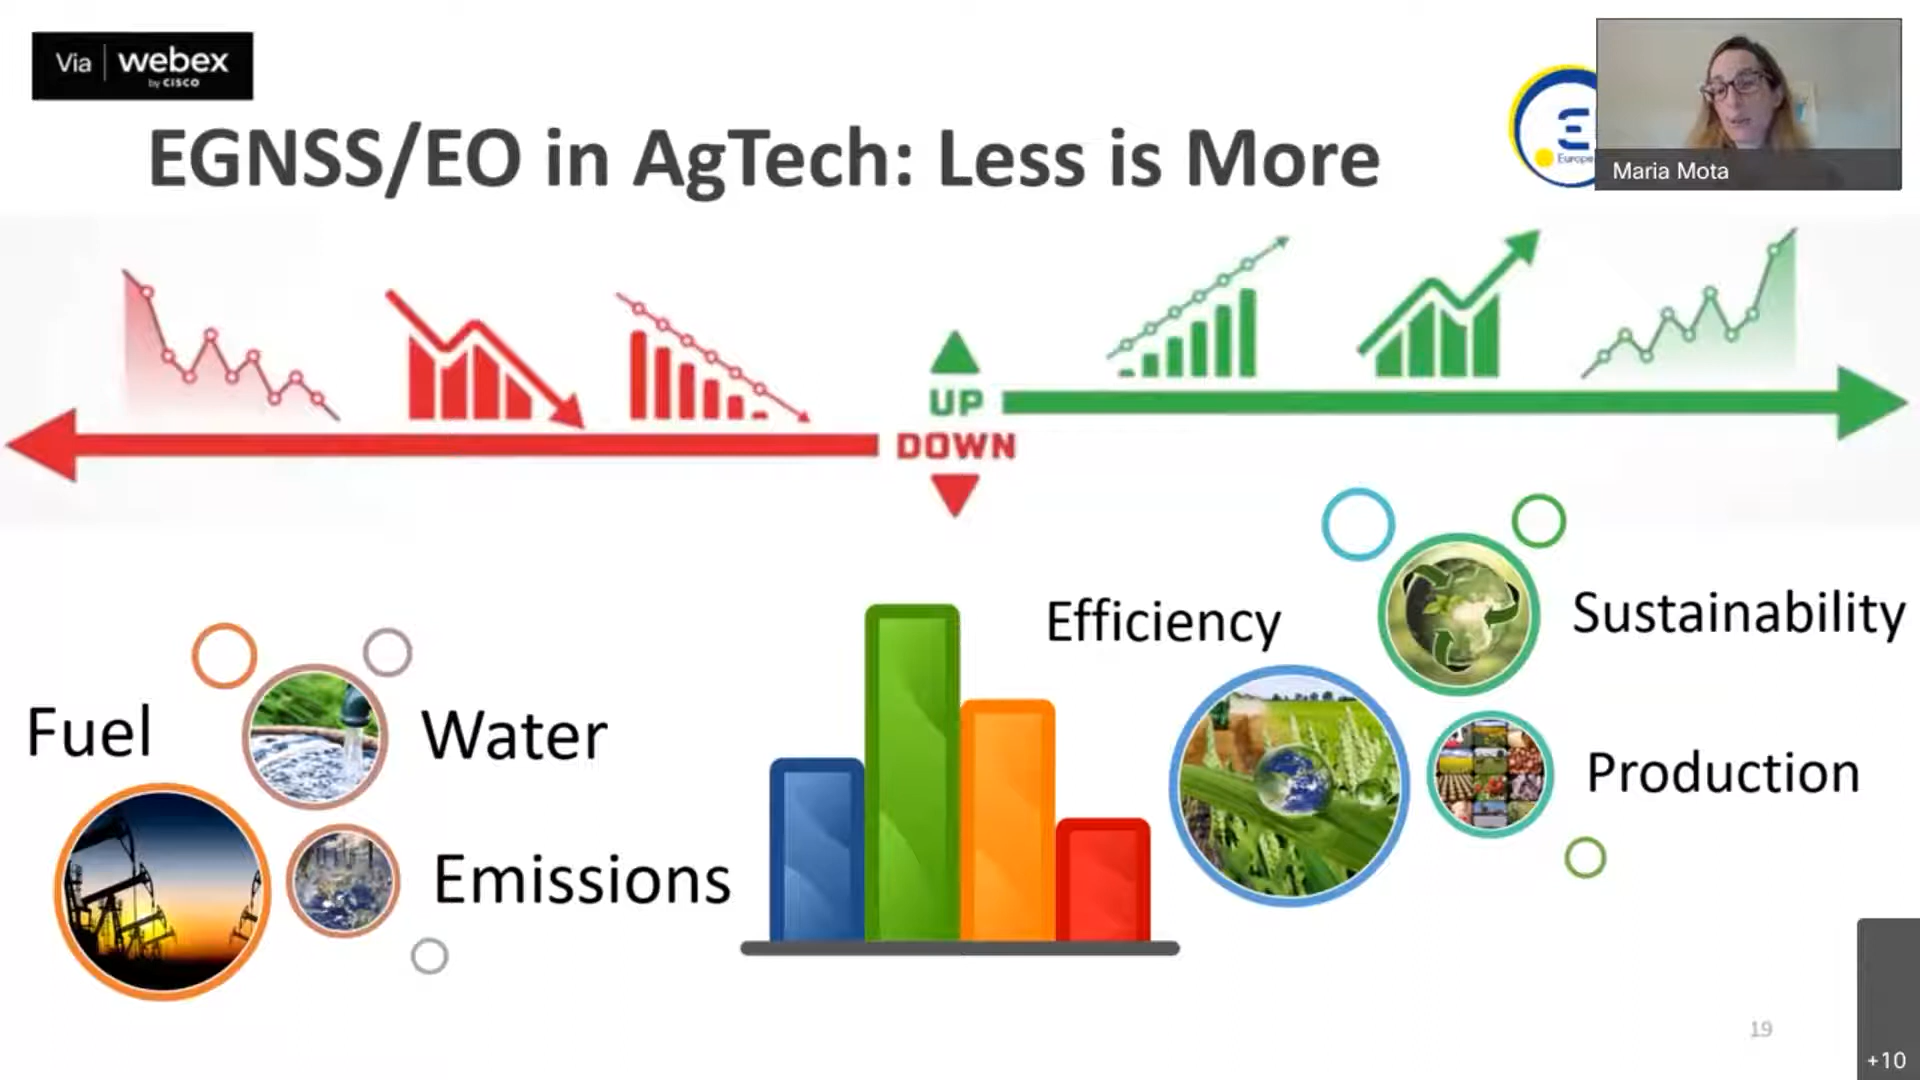 Via webex
by CISCO
EGNSS/EO in AgTech: Less is More
Europe
Maria Mota
UP
DOWN
Efficiency
Sustainability
Fuel
Water
Production
Emissions
19
+10